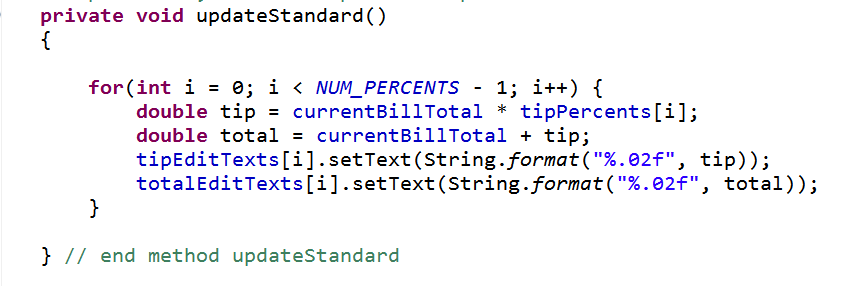 private void updateStandard()
{
for(int i = 0; i < NUM_PERCENTS - 1; i++) {
double tip = currentBillTotal * tipPercents[i];
double total = currentBillTotal + tip;
tipEditTexts[i].setText(String.format("%.02f", tip));
totalEditTexts[i].setText(String.format("%.02f", total));
}
} // end method updateStandard